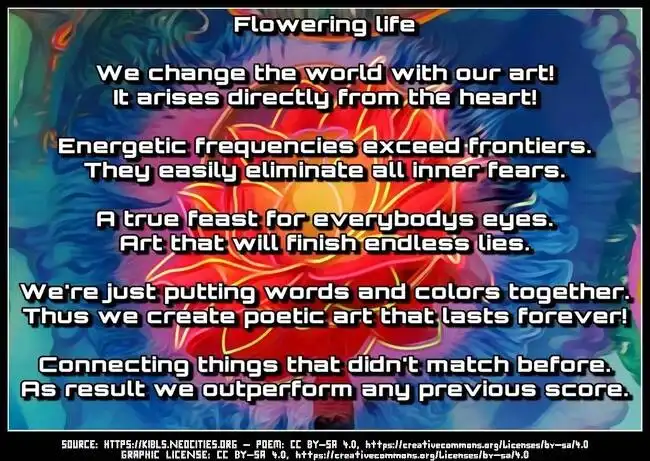 Flowering life
We change the world with our art!
It arises directly from the heart!
Energetic frequencies exceed frontiers.
They easily eliminate all inner fears.
A true feast for everybodys eyes.
Art that will finish endless lies.
We're just putting words and colors together.
Thus we create poetic art that lasts forever!
Connecting things that didn't match before.
As result we outperform any previous score.
SOURCE: HTTPS://KIBLS.NEOCITIES.ORG – POEM: CC BY-SA 4.0, https://creativecommons.org/licenses/by-sa/4.0
GRAPHIC LICENSE: CC BY-SA 4.0, https://creativecommons.org/licenses/by-sa/4.0